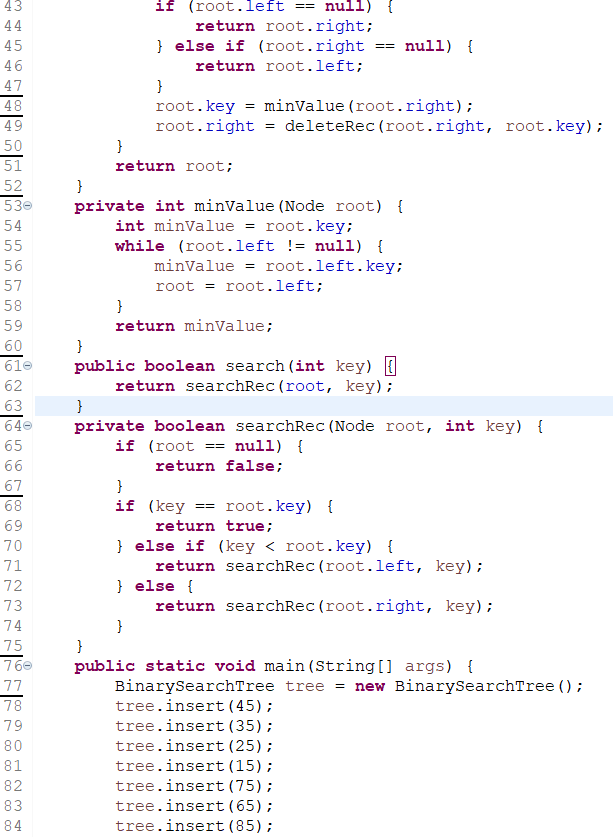 43 if (root.left == null) {
44 return root.right;
45 } else if (root.right == null) {
46 return root.left;
47 }
48 root.key = minValue(root.right);
49 root.right = deleteRec(root.right, root.key);
50 }
51 return root;
52 }
53 private int minValue(Node root) {
54 int minValue = root.key;
55 while (root.left != null) {
56 minValue = root.left.key;
57 root = root.left;
58 }
59 return minValue;
60 }
61 public boolean search(int key) {
62 return searchRec(root, key);
63 }
64 private boolean searchRec(Node root, int key) {
65 if (root == null) {
66 return false;
67 }
68 if (key == root.key) {
69 return true;
70 } else if (key < root.key) {
71 return searchRec(root.left, key);
72 } else {
73 return searchRec(root.right, key);
74 }
75 }
76 public static void main(String[] args) {
77 BinarySearchTree tree = new BinarySearchTree();
78 tree.insert(45);
79 tree.insert(35);
80 tree.insert(25);
81 tree.insert(15);
82 tree.insert(75);
83 tree.insert(65);
84 tree.insert(85);